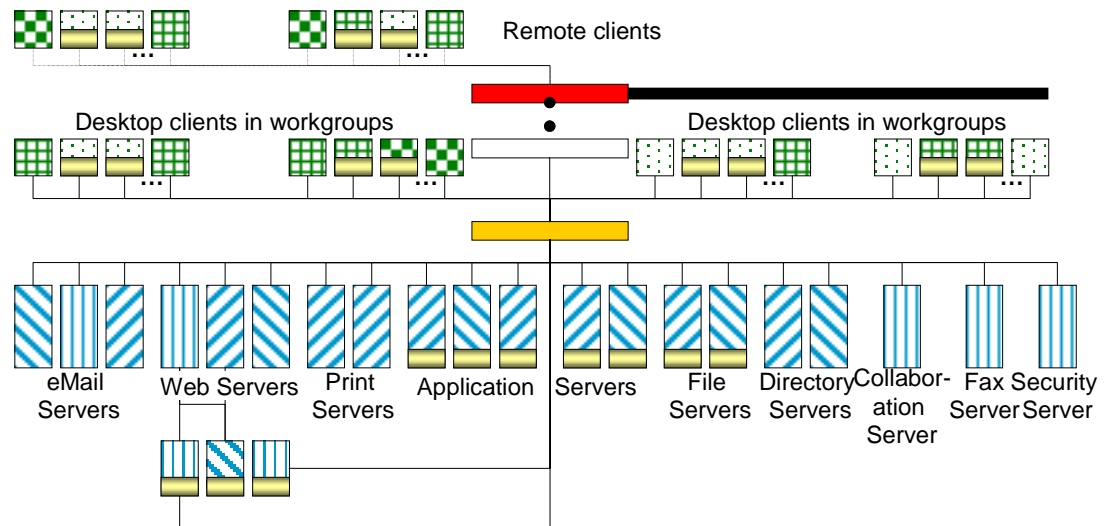 Remote clients
...
...
Desktop clients in workgroups
Desktop clients in workgroups
...
...
...
...
eMail
Servers
Web Servers
Print
Servers
Application
Servers
File
Servers
Directory
Servers
Collabor-
ation
Server
Fax
Server
Security
Server